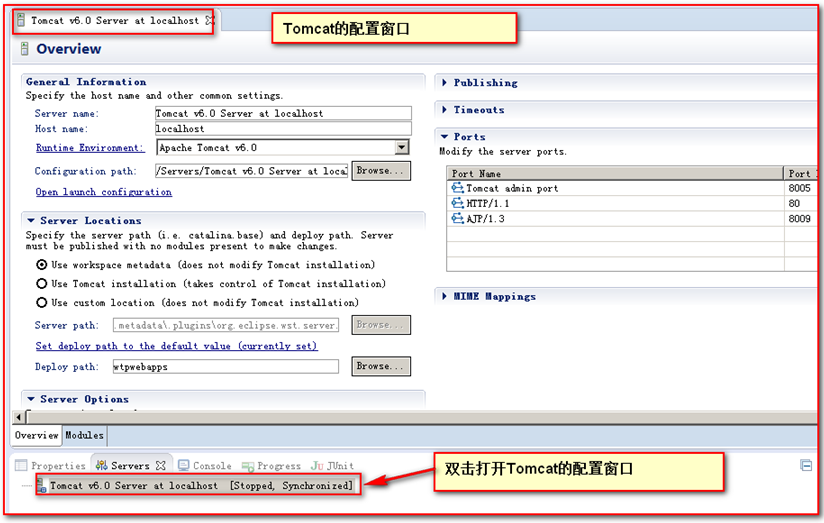 Tomcat v6.0 Server at localhost
Tomcat的配置窗口
Overview
General Information
Specify the host name and other common settings.
Server name: Tomcat v6.0 Server at localhost
Host name: localhost
Runtime Environment: Apache Tomcat v6.0
Configuration path: /Servers/Tomcat v6.0 Server at loca Browse...
Open launch configuration
Server Locations
Specify the server path (i.e. catalina.base) and deploy path. Server
must be published with no modules present to make changes.
Use workspace metadata (does not modify Tomcat installation)
Use Tomcat installation (takes control of Tomcat installation)
Use custom location (does not modify Tomcat installation)
Server path: .metadata\.plugins\org.eclipse.wst.server. Browse...
Set deploy path to the default value (currently set)
Deploy path: wtpwebapps Browse...
Server Options
Publishing
Timeouts
Ports
Modify the server ports.
Port Name Port
Tomcat admin port 8005
HTTP/1.1 80
AJP/1.3 8009
MIME Mappings
Overview Modules
Properties Servers Console Progress JUnit
Tomcat v6.0 Server at localhost [Stopped, Synchronized]
双击打开Tomcat的配置窗口